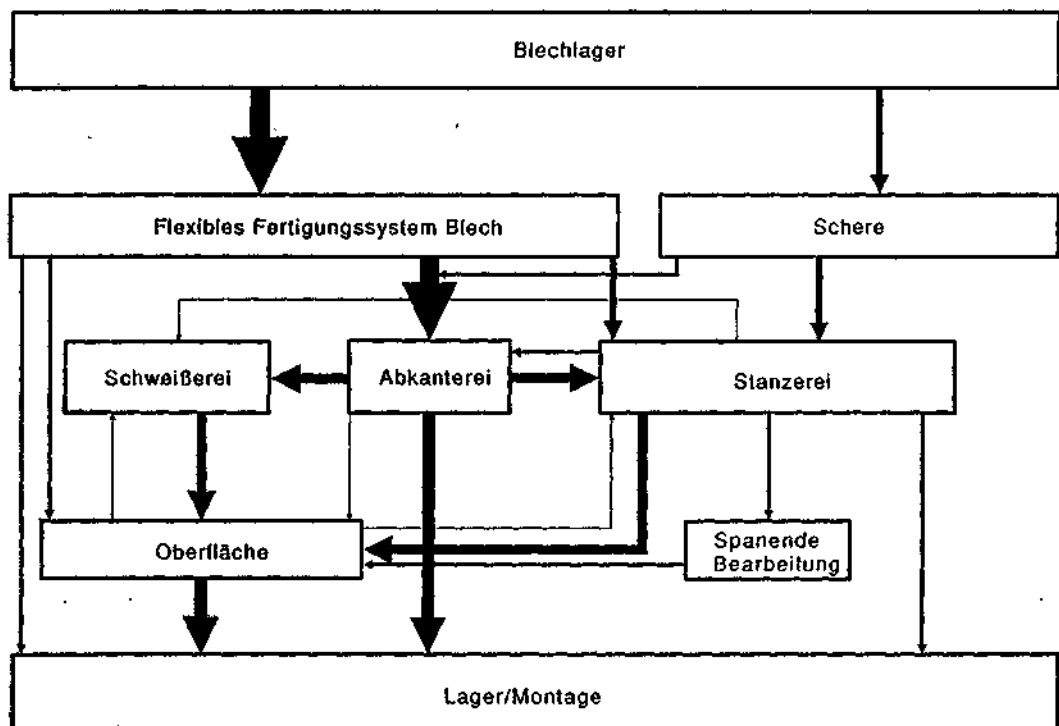 Blechlager
Flexibles Fertigungssystem Blech
Schere
Schweißerei
Abkanterei
Stanzerei
Oberfläche
Spanende
Bearbeitung
Lager/Montage